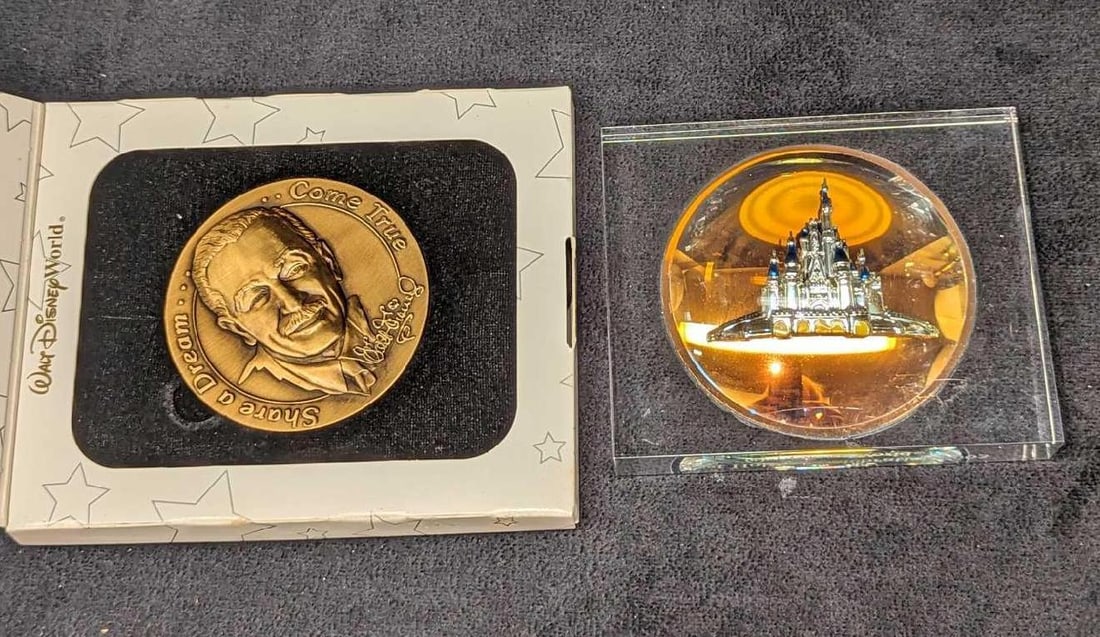 Walt Disney World®
Share a Dream...
..Come True
Walt Disney